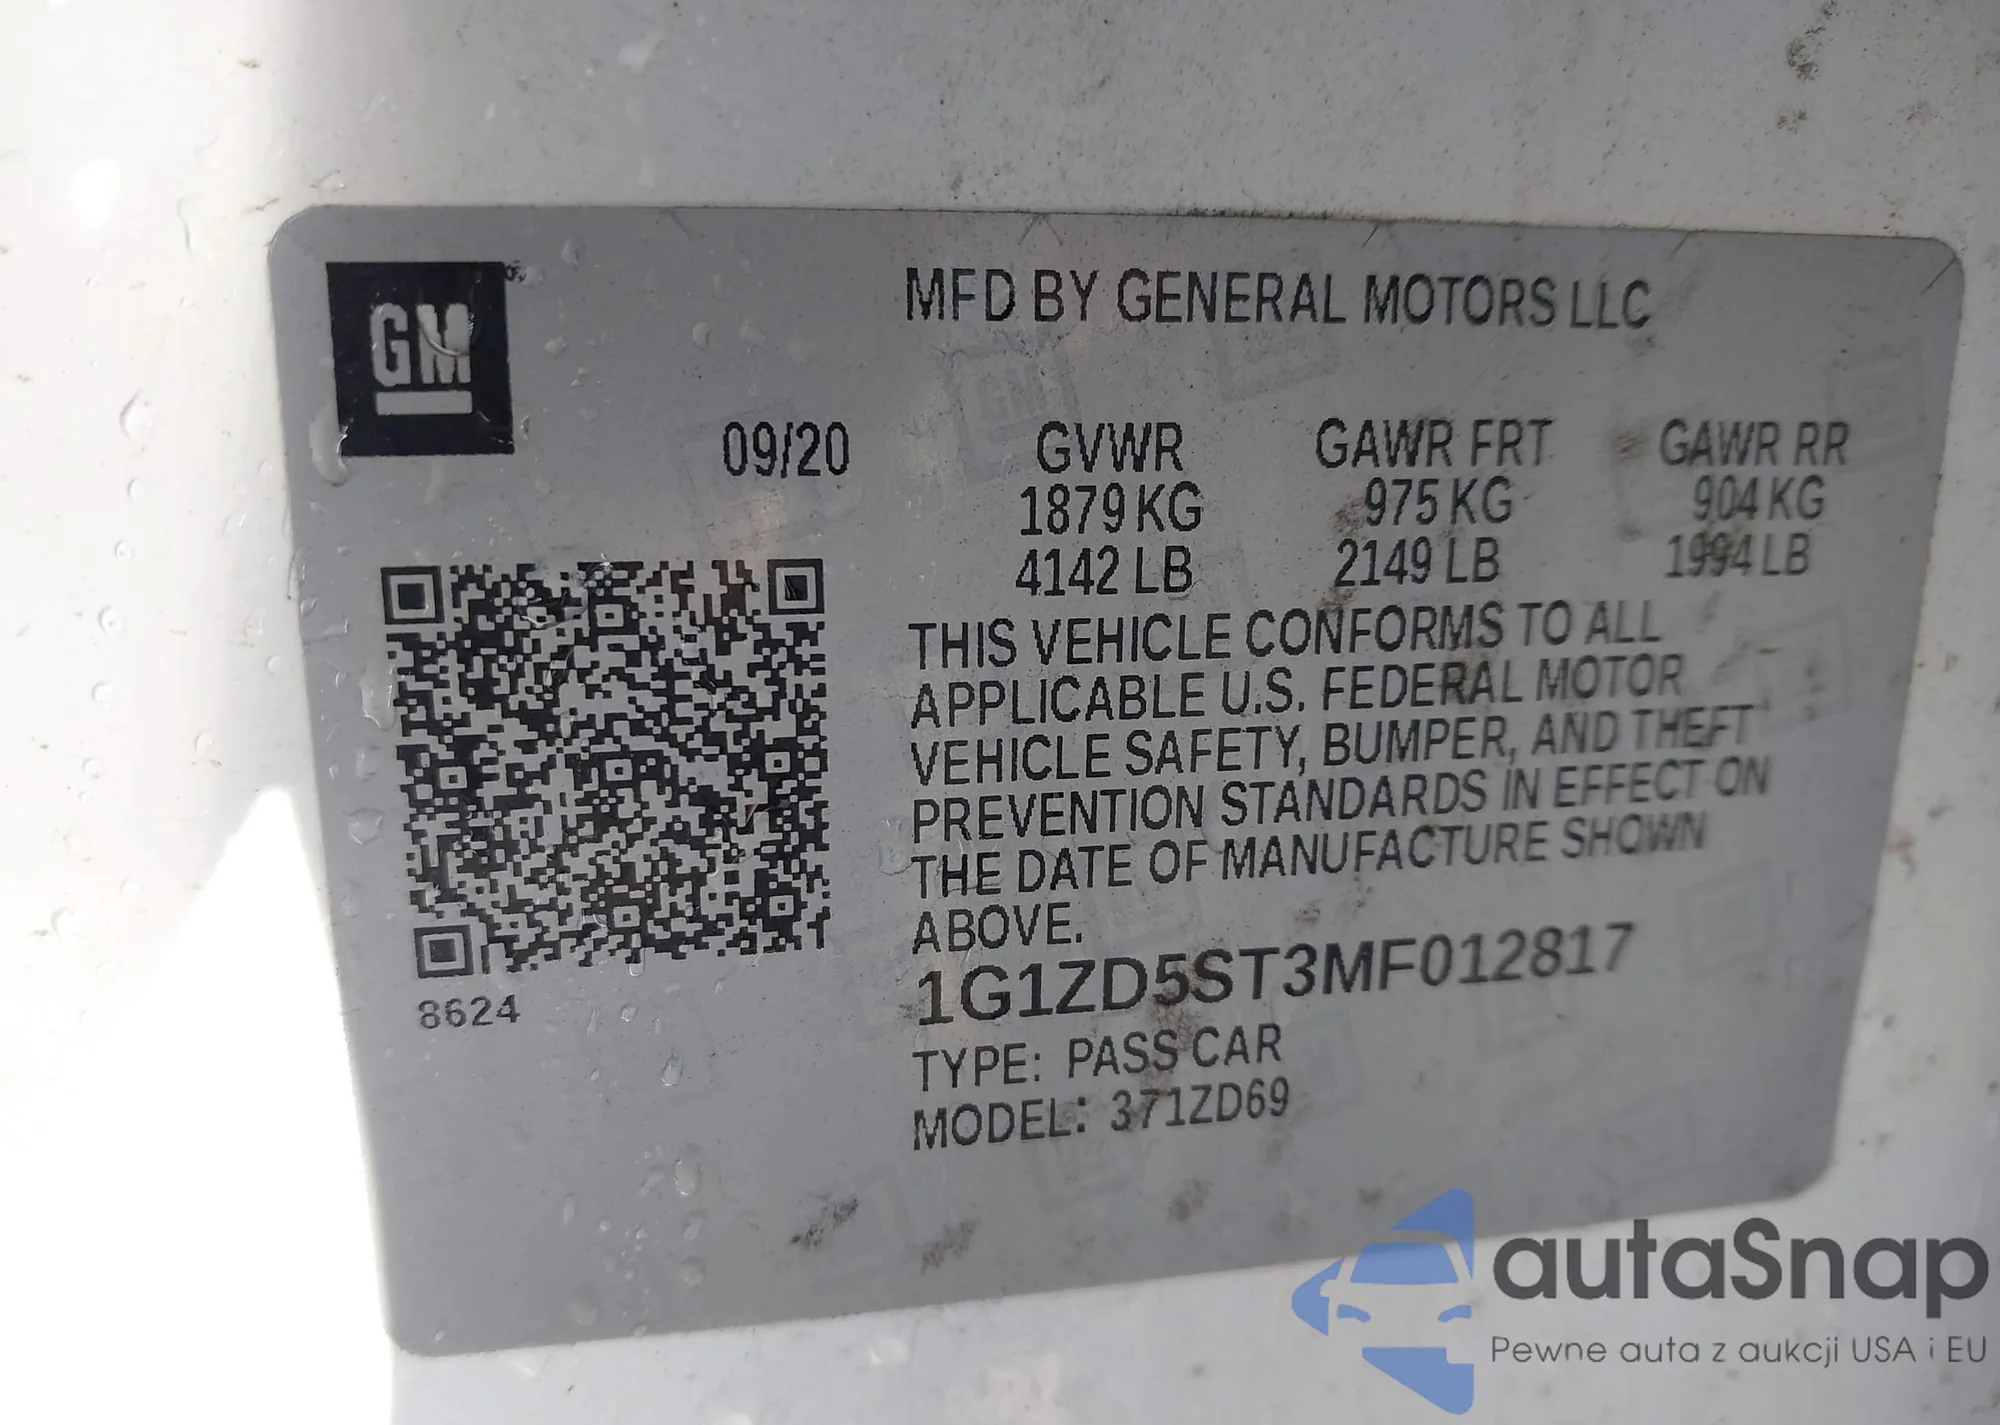 GM
MFD BY GENERAL MOTORS LLC
09/20 GVWR GAWR FRT GAWR RR
1879 KG 975 KG 904 KG
4142 LB 2149 LB 1994 LB
THIS VEHICLE CONFORMS TO ALL
APPLICABLE U.S. FEDERAL MOTOR
VEHICLE SAFETY, BUMPER, AND THEFT
PREVENTION STANDARDS IN EFFECT ON
THE DATE OF MANUFACTURE SHOWN
ABOVE.
1G1ZD5ST3MF012817
8624
TYPE: PASS CAR
MODEL: 371ZD69
autaSnap
Pewne auta z aukcji USA i EU